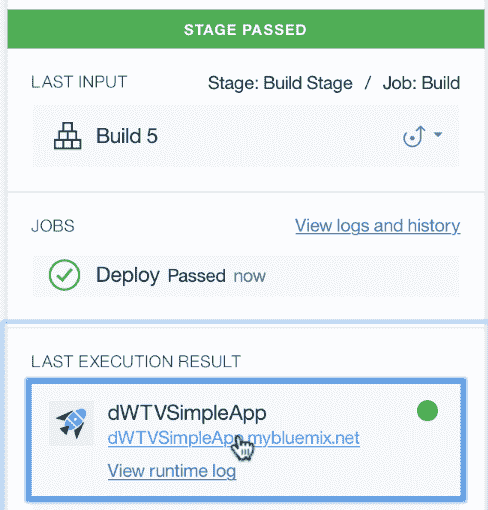 STAGE PASSED
LAST INPUT Stage: Build Stage / Job: Build
Build 5
JOBS View logs and history
Deploy Passed now
LAST EXECUTION RESULT
dWTVSimpleApp
dWTVSimpleApp.mybluemix.net
View runtime log